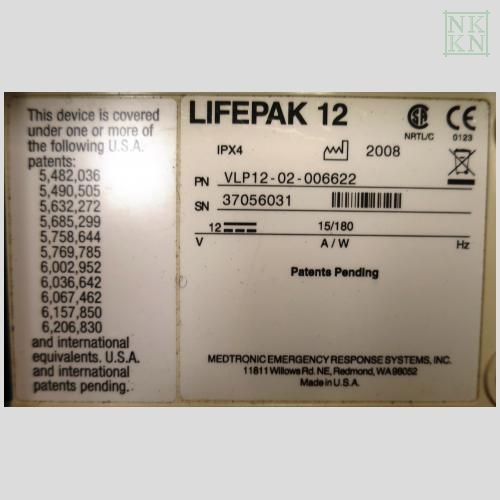 NK
KN
This device is covered
under one or more of
the following U.S.A.
patents:
5,482,036
5,490,505
5,632,272
5,685,299
5,758,644
5,769,785
6,002,952
6,036,642
6,067,462
6,157,850
6,206,830
and international
equivalents. U.S.A.
and international
patents pending.
LIFEPAK 12
SA
NRTL/C
CE
0123
IPX4
2008
PN VLP12-02-006622
SN 37056031
12
15/180
V A / W Hz
Patents Pending
MEDTRONIC EMERGENCY RESPONSE SYSTEMS, INC.
11811 Willows Rd. NE, Redmond, WA 98052
Made in U.S.A.